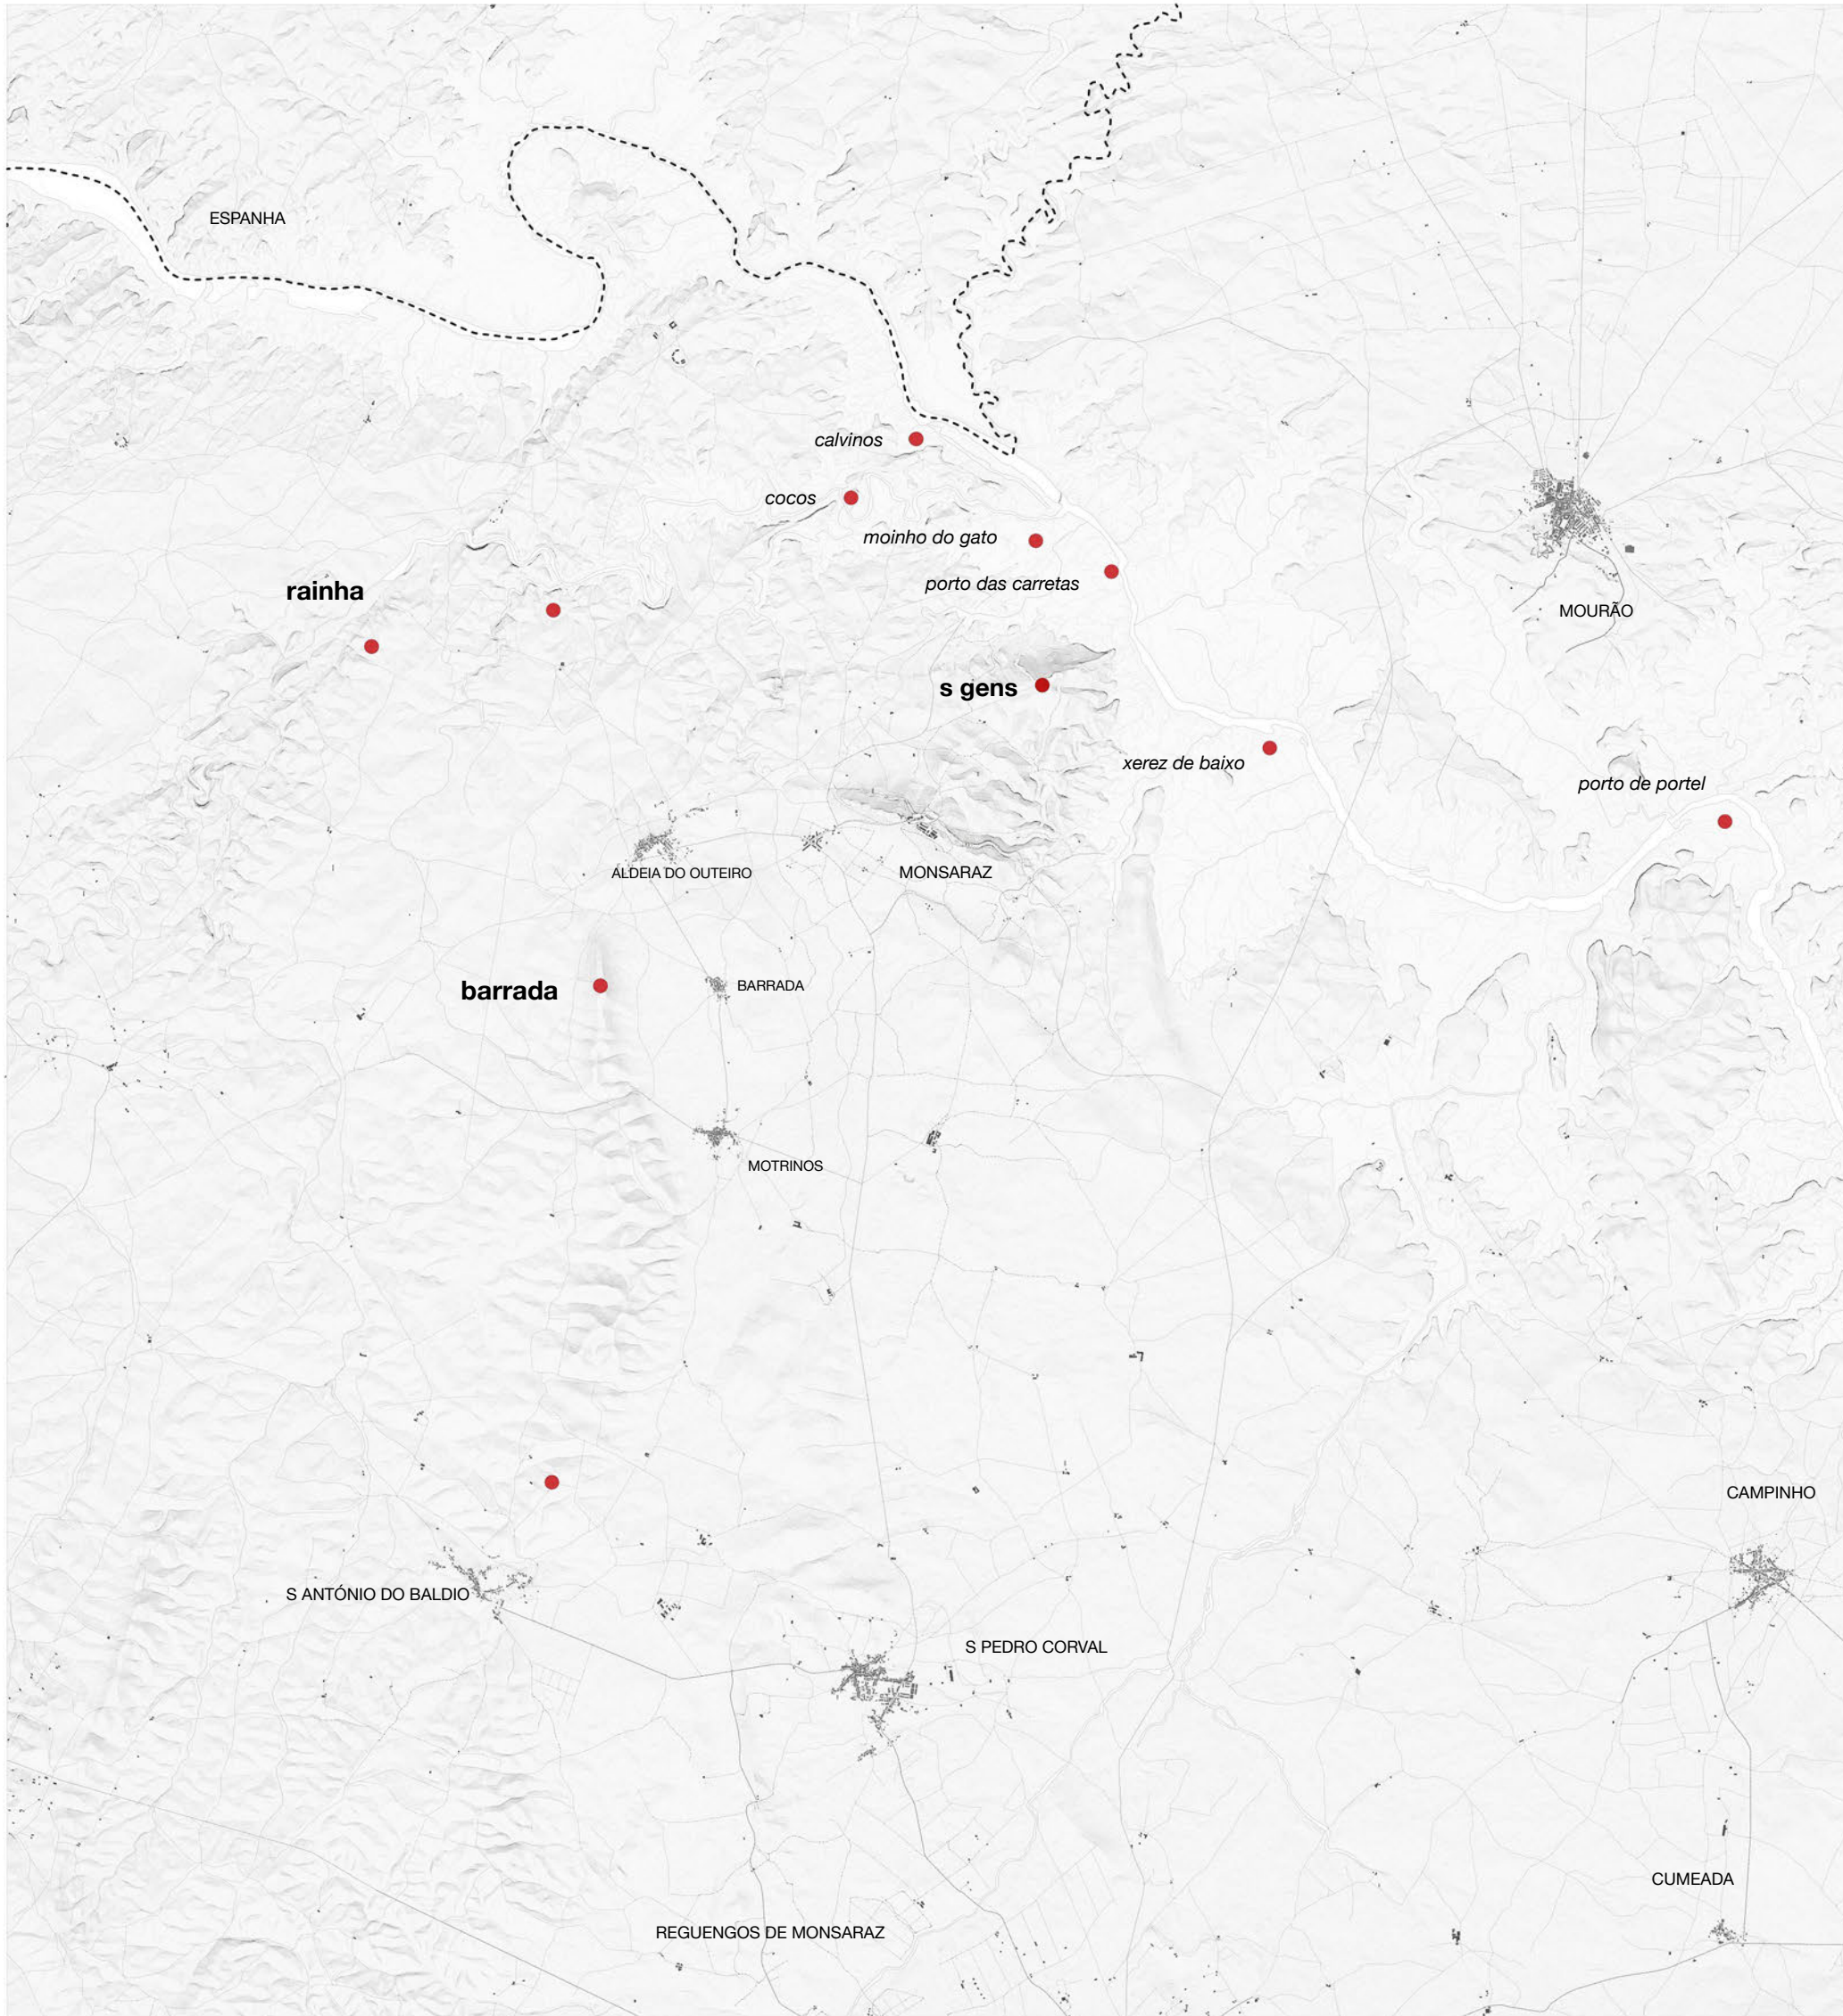 ESPANHA
calvinos
cocos
moinho do gato
porto das carretas
rainha
MOURÃO
s gens
xerez de baixo
porto de portel
ALDEIA DO OUTEIRO
MONSARAZ
barrada
BARRADA
MOTRINOS
CAMPINHO
S ANTÓNIO DO BALDIO
S PEDRO CORVAL
CUMEADA
REGUENGOS DE MONSARAZ